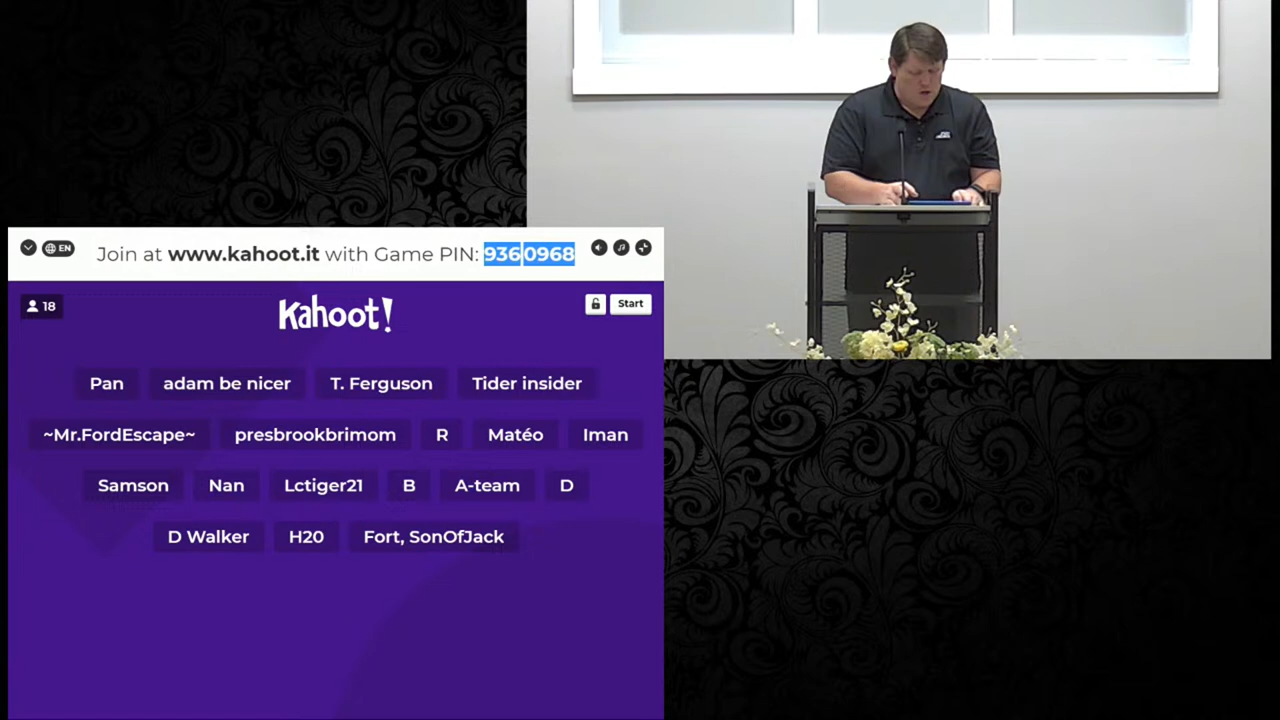 EN Join at www.kahoot.it with Game PIN: 936 0968
18 Kahoot! Start
Pan adam be nicer T. Ferguson Tider insider
~Mr.FordEscape~ presbrookbrimom R Matéo Iman
Samson Nan Lctiger21 B A-team D
D Walker H20 Fort, SonOfJack